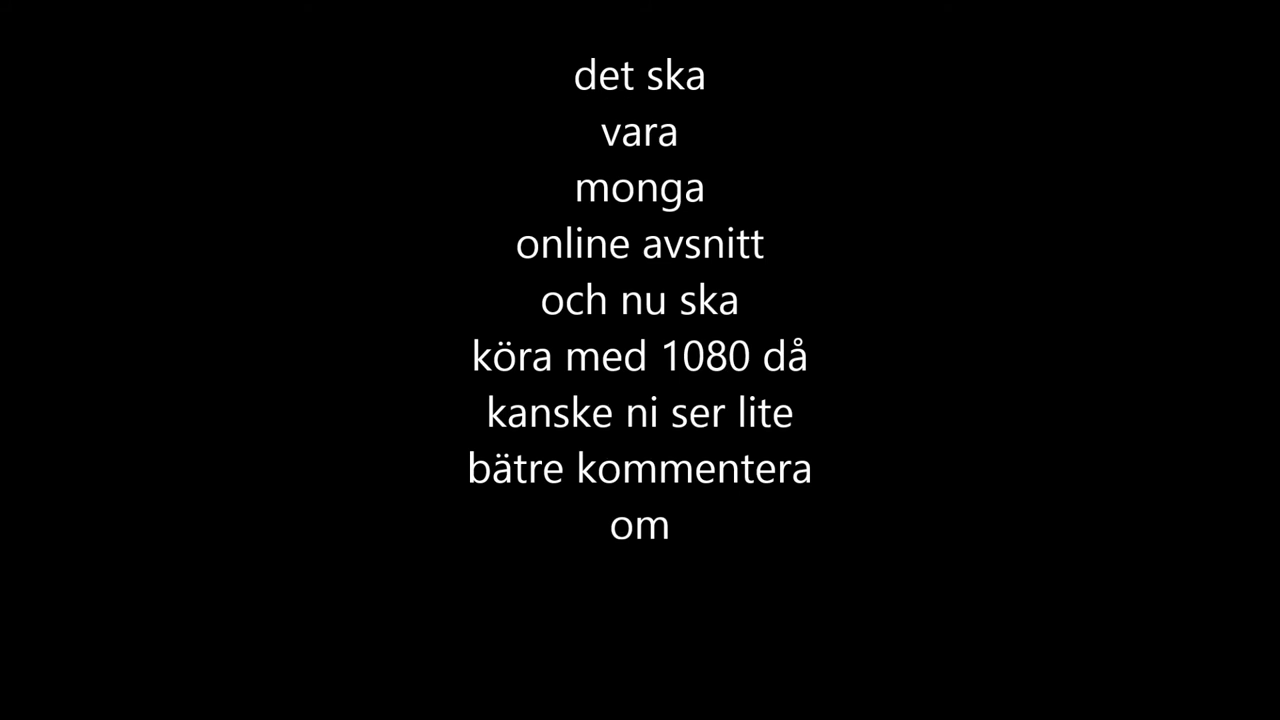 det ska
vara
monga
online avsnitt
och nu ska
köra med 1080 då
kanske ni ser lite
bätre kommentera
om